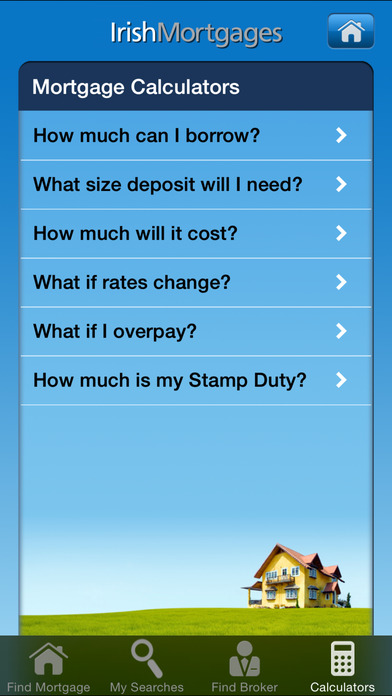 IrishMortgages
Mortgage Calculators
How much can I borrow?
What size deposit will I need?
How much will it cost?
What if rates change?
What if I overpay?
How much is my Stamp Duty?
Find Mortgage My Searches Find Broker Calculators